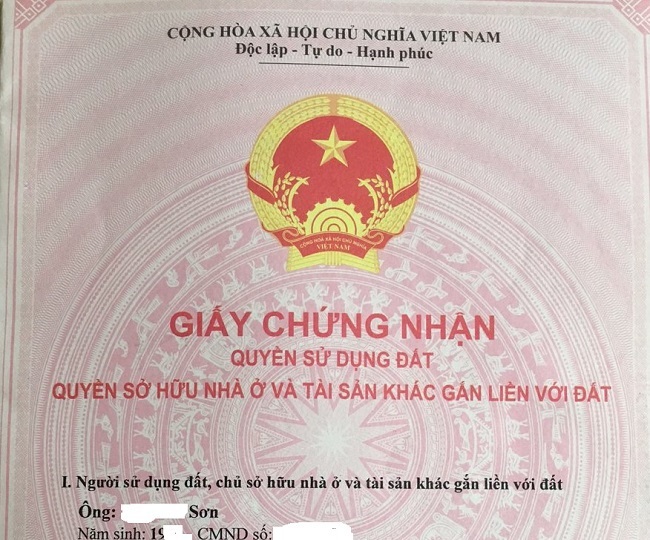 CỘNG HÒA XÃ HỘI CHỦ NGHĨA VIỆT NAM
Độc lập - Tự do - Hạnh phúc
CỘNG HÒA XÃ HỘI CHỦ NGHĨA
VIỆT NAM
GIẤY CHỨNG NHẬN
QUYỀN SỬ DỤNG ĐẤT
QUYỀN SỞ HỮU NHÀ Ở VÀ TÀI SẢN KHÁC GẮN LIỀN VỚI ĐẤT
I. Người sử dụng đất, chủ sở hữu nhà ở và tài sản khác gắn liền với đất
Ông: Sơn
Năm sinh: 19 , CMND số: